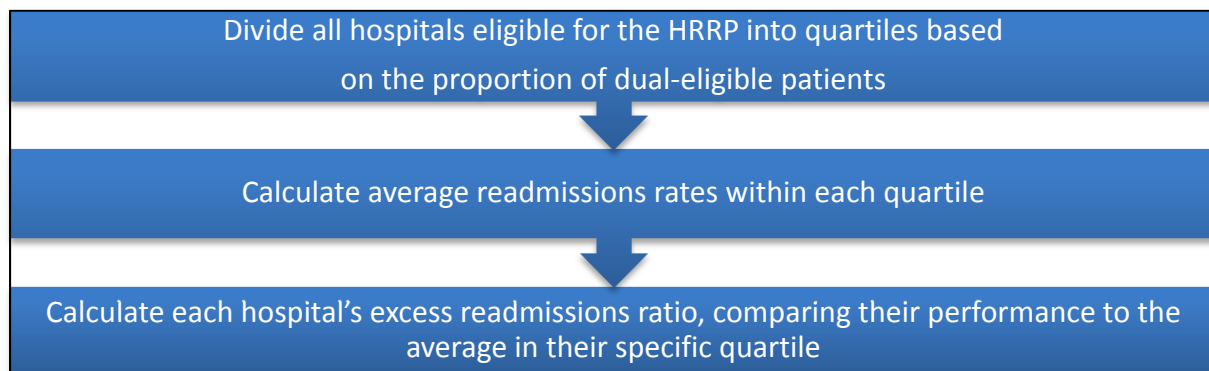 Divide all hospitals eligible for the HRRP into quartiles based
on the proportion of dual-eligible patients
Calculate average readmissions rates within each quartile
Calculate each hospital's excess readmissions ratio, comparing their performance to the
average in their specific quartile